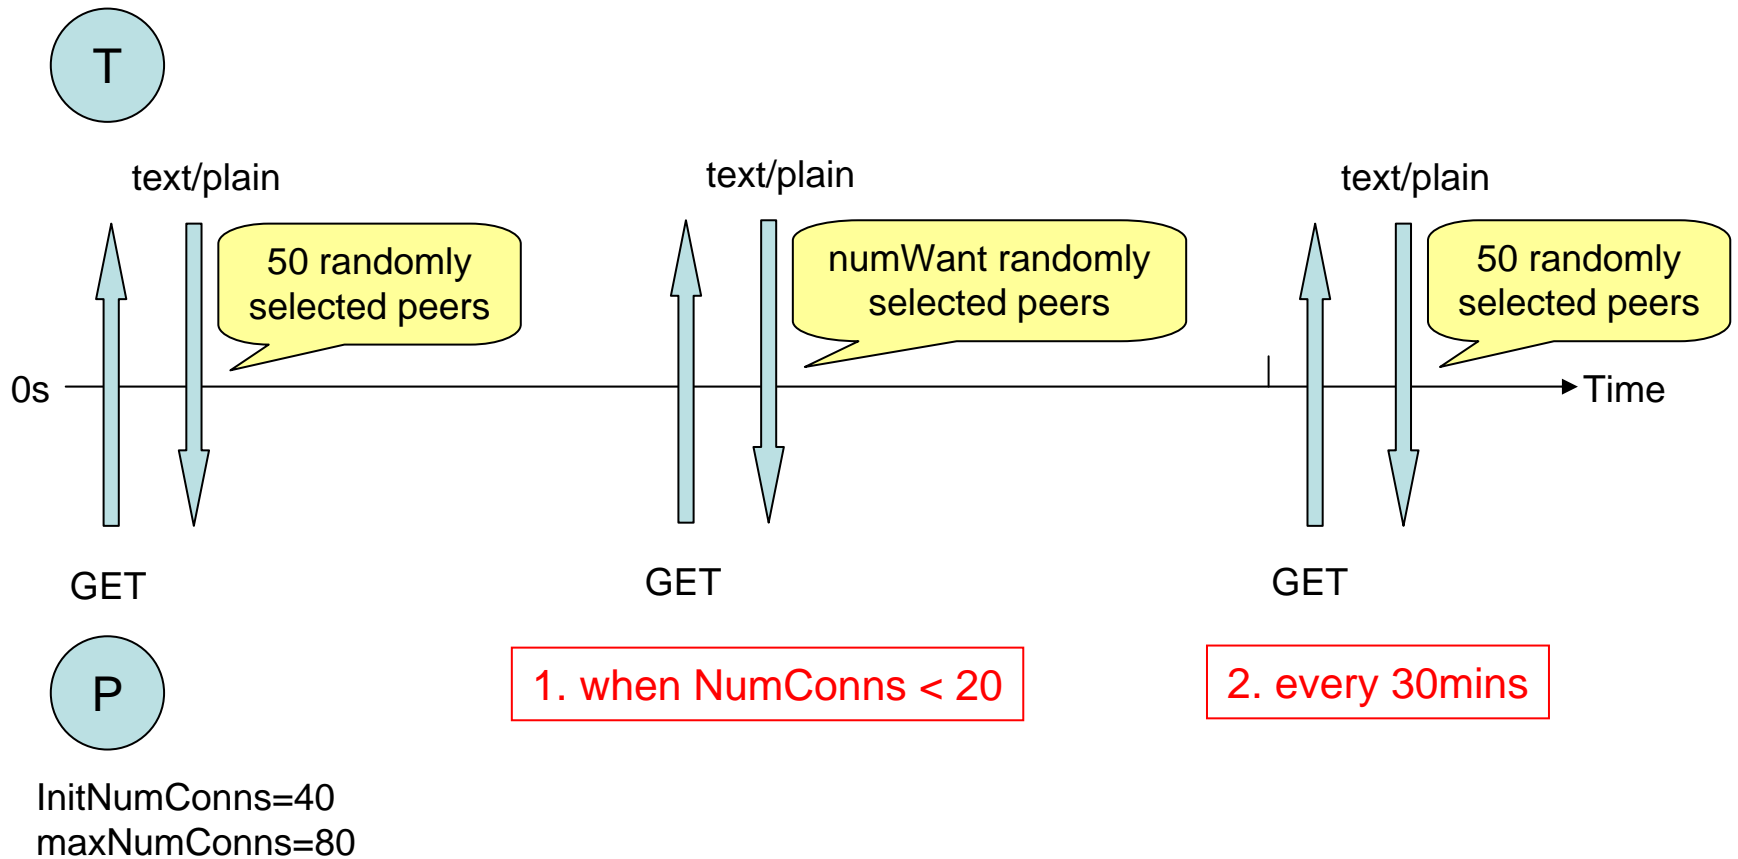 T
text/plain
text/plain
text/plain
50 randomly
selected peers
numWant randomly
selected peers
50 randomly
selected peers
0s
Time
GET
GET
GET
P
1. when NumConns < 20
2. every 30mins
InitNumConns=40
maxNumConns=80